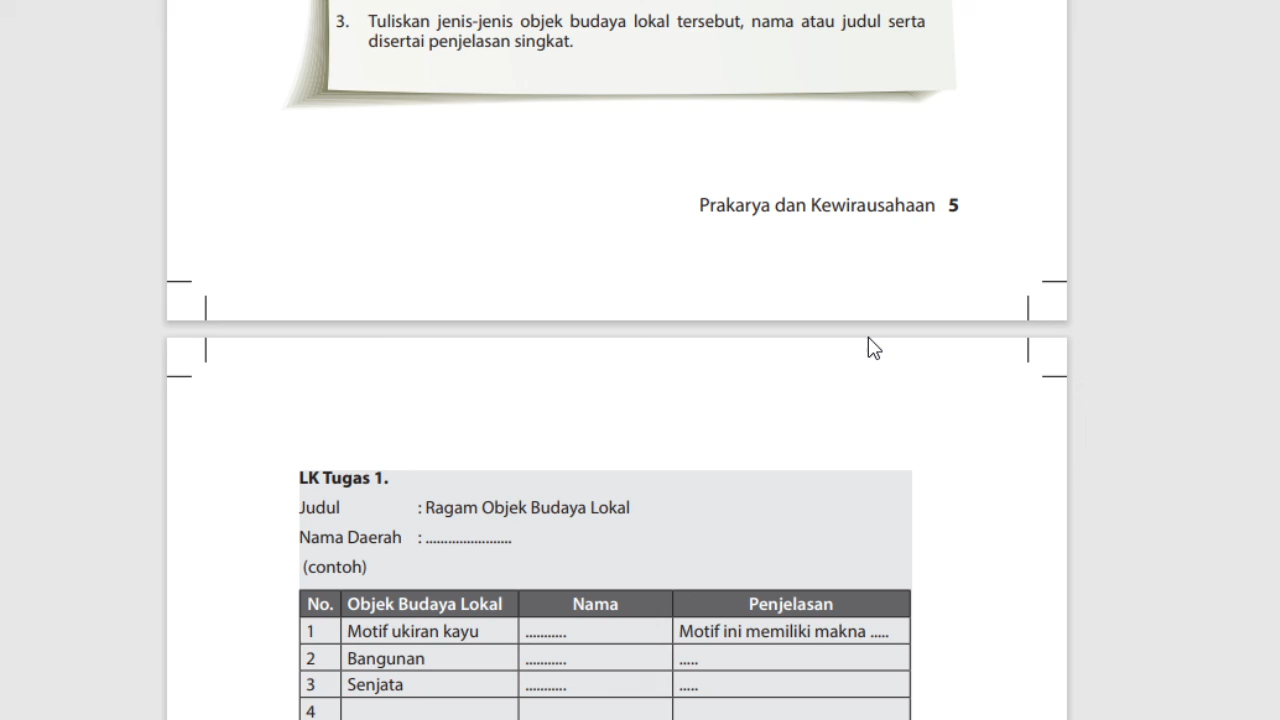 3. Tuliskan jenis-jenis objek budaya lokal tersebut, nama atau judul serta
disertai penjelasan singkat.
Prakarya dan Kewirausahaan 5
LK Tugas 1.
Judul : Ragam Objek Budaya Lokal
Nama Daerah : .......................
(contoh)
No. Objek Budaya Lokal Nama Penjelasan
1 Motif ukiran kayu ........... Motif ini memiliki makna .....
2 Bangunan ........... .....
3 Senjata ........... .....
4